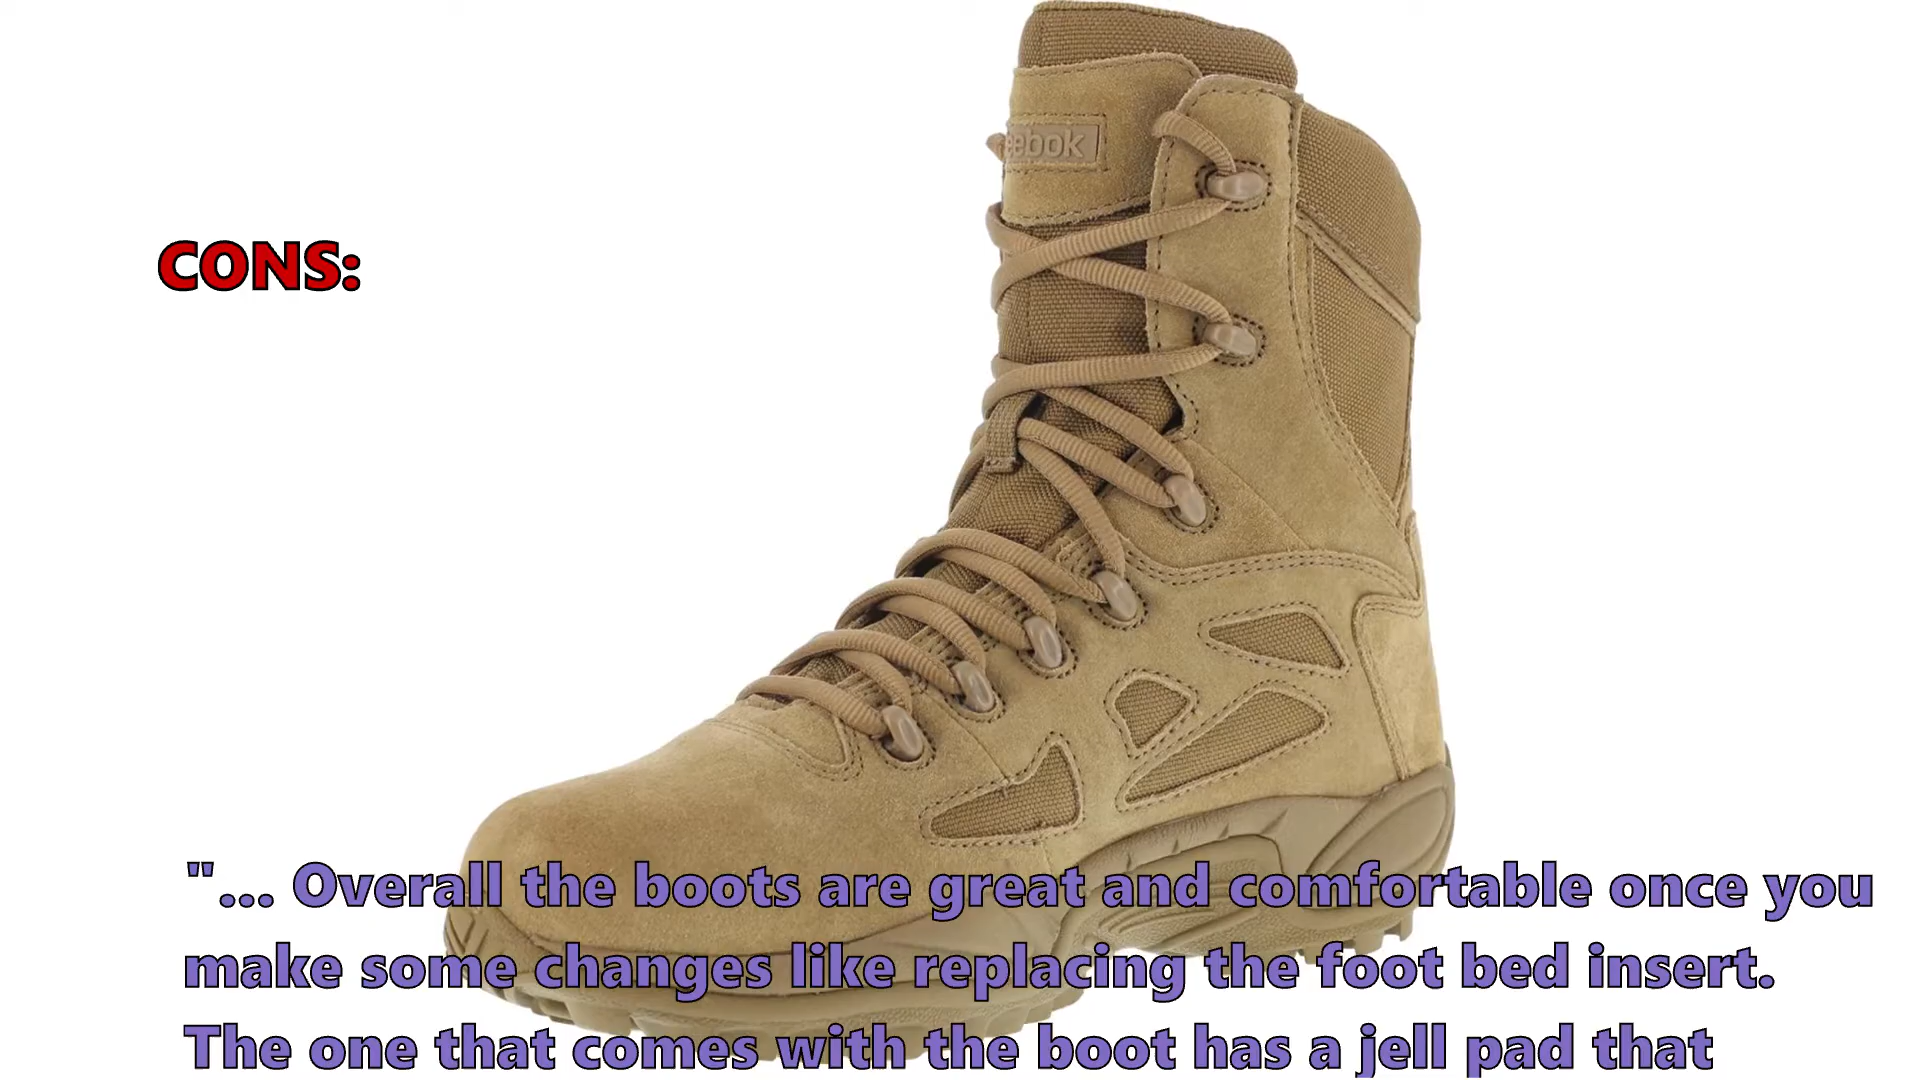 eebok
CONS:
"... Overall the boots are great and comfortable once you
make some changes like replacing the foot bed insert.
The one that comes with the boot has a jell pad that